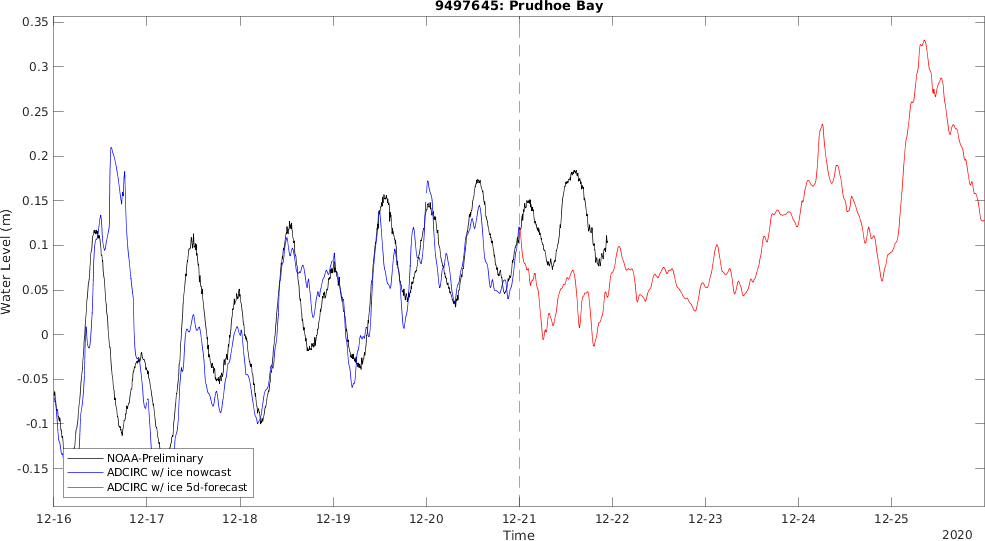 9497645: Prudhoe Bay
Water Level (m)
0.35
0.3
0.25
0.2
0.15
0.1
0.05
0
-0.05
-0.1
-0.15
NOAA-Preliminary
ADCIRC w/ ice nowcast
ADCIRC w/ ice 5d-forecast
12-16 12-17 12-18 12-19 12-20 12-21 12-22 12-23 12-24 12-25
Time
2020